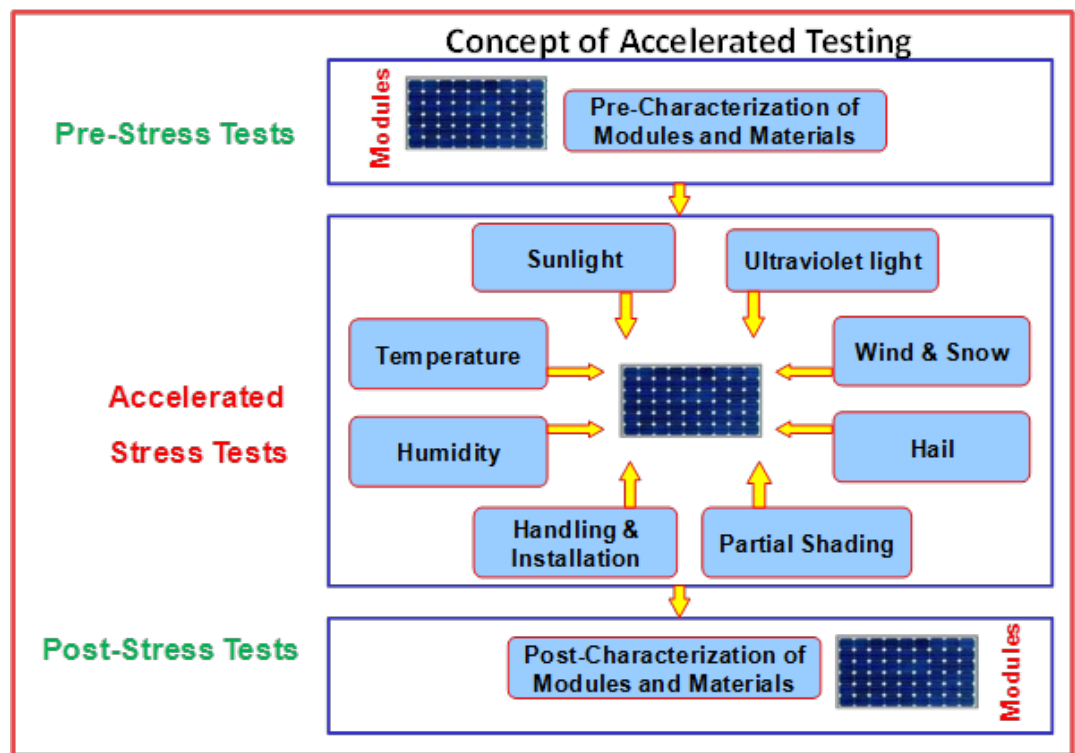 Concept of Accelerated Testing
Pre-Stress Tests
Modules
Pre-Characterization of
Modules and Materials
Sunlight
Ultraviolet light
Temperature
Wind & Snow
Accelerated
Stress Tests
Humidity
Hail
Handling &
Installation
Partial Shading
Post-Stress Tests
Post-Characterization of
Modules and Materials
Modules